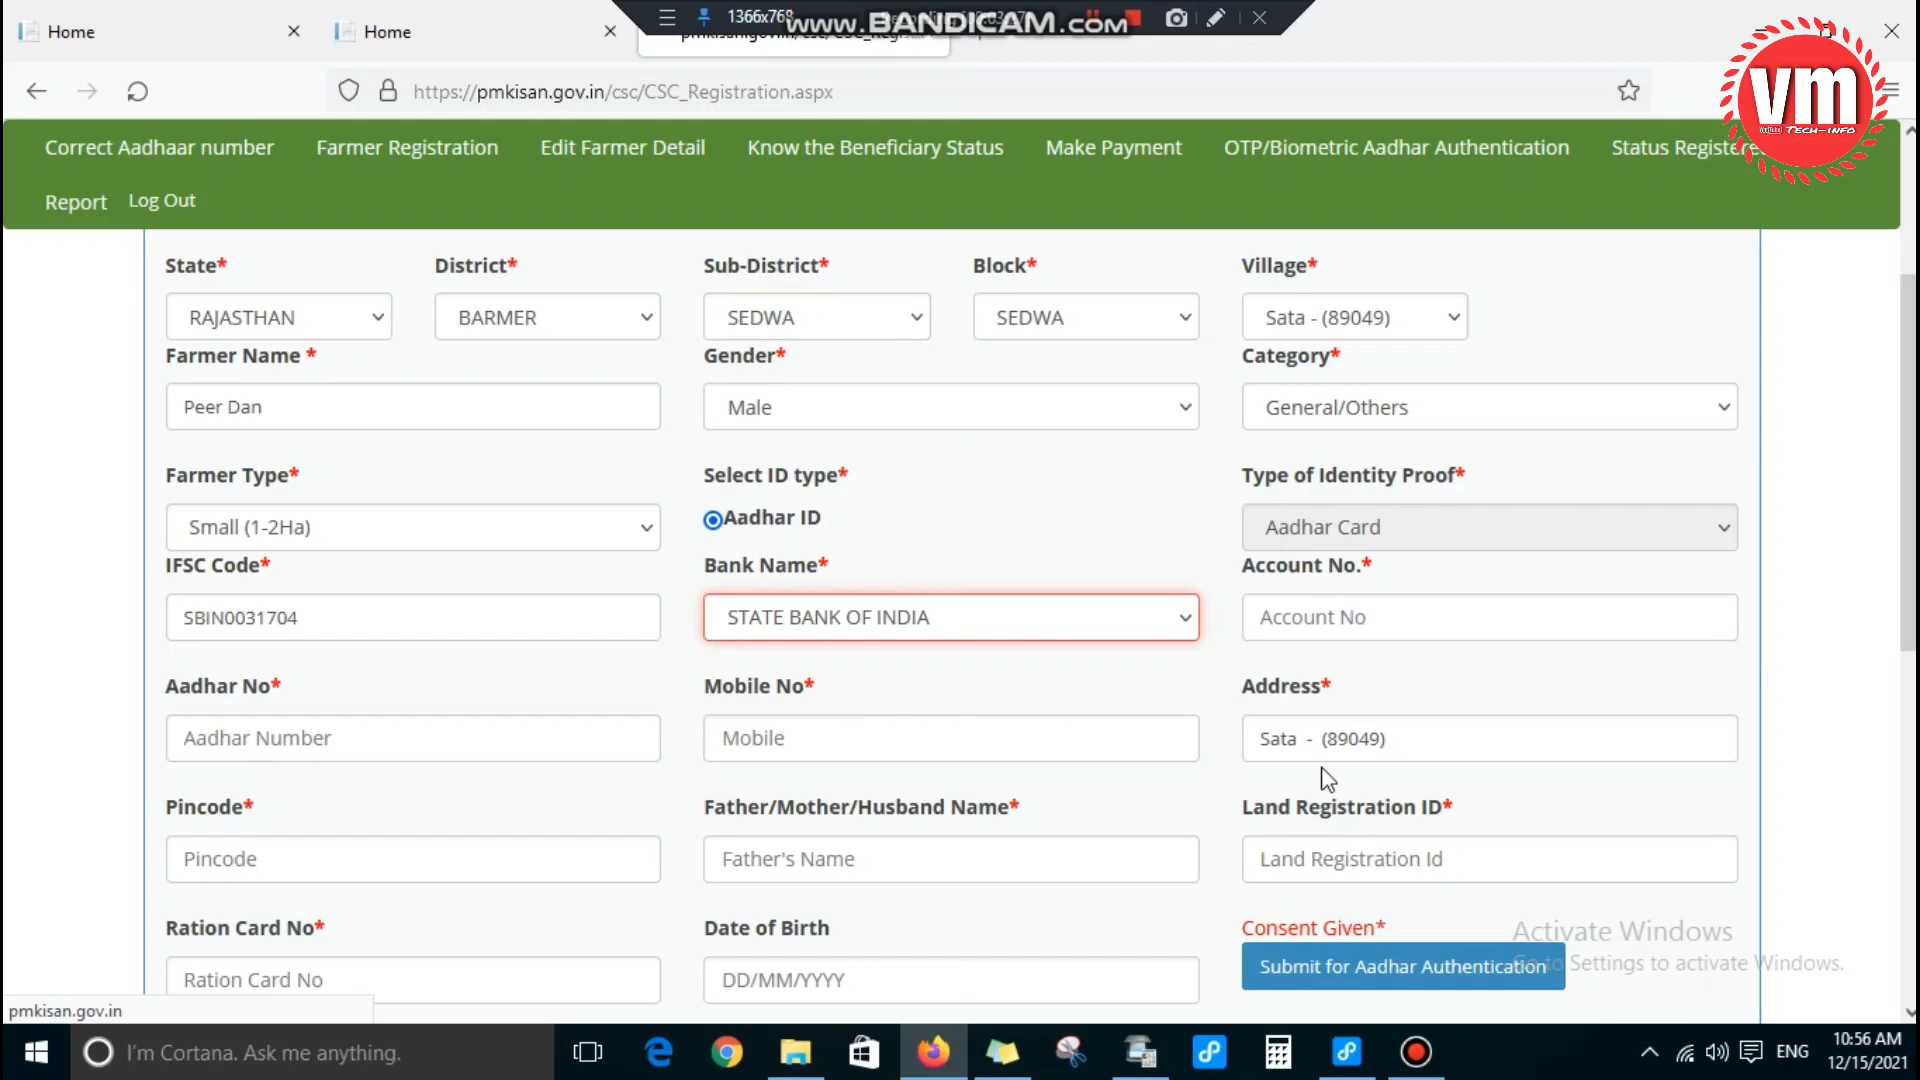 1366x768
www.BANDICAM.com
Home
Home
https://pmkisan.gov.in/csc/CSC_Registration.aspx
vm
TECH-INFO
Correct Aadhaar number Farmer Registration Edit Farmer Detail Know the Beneficiary Status Make Payment OTP/Biometric Aadhar Authentication Status Registere
Report Log Out
State* District* Sub-District* Block* Village*
RAJASTHAN BARMER SEDWA SEDWA Sata - (89049)
Farmer Name * Gender* Category*
Peer Dan Male General/Others
Farmer Type* Select ID type* Type of Identity Proof*
Small (1-2Ha) Aadhar ID Aadhar Card
IFSC Code* Bank Name* Account No.*
SBIN0031704 STATE BANK OF INDIA Account No
Aadhar No* Mobile No* Address*
Aadhar Number Mobile Sata - (89049)
Pincode* Father/Mother/Husband Name* Land Registration ID*
Pincode Father's Name Land Registration Id
Ration Card No* Date of Birth Consent Given*
Ration Card No DD/MM/YYYY Submit for Aadhar Authentication
Activate Windows
Go to Settings to activate Windows.
pmkisan.gov.in
I'm Cortana. Ask me anything.
ENG
10:56 AM
12/15/2021